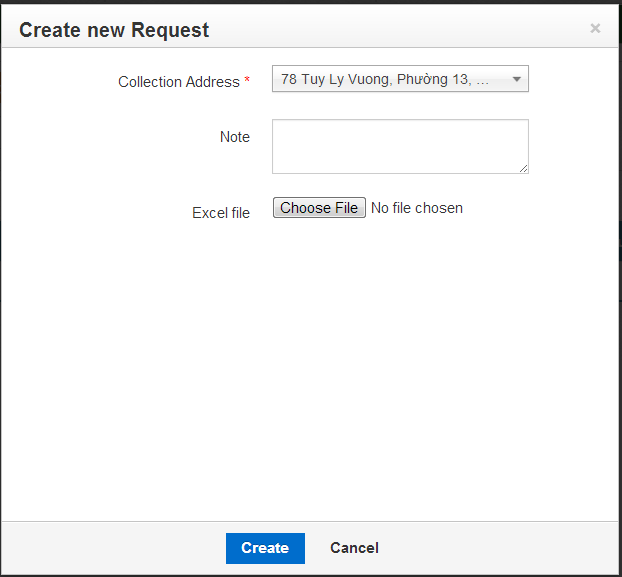 Create new Request ×
Collection Address * 78 Tuy Ly Vuong, Phường 13, ...
Note
Excel file Choose File No file chosen
Create Cancel